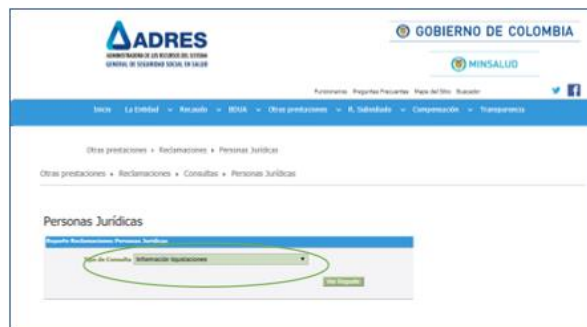 ADRES
ADMINISTRADORA DE LOS RECURSOS DEL SISTEMA
GENERAL DE SEGURIDAD SOCIAL EN SALUD
GOBIERNO DE COLOMBIA
MINSALUD
Funcionarios Preguntas Frecuentes Mapa del Sitio Buscador
Inicio La Entidad Recaudo BDUA Otras prestaciones R. Subsidiado Compensación Transparencia
Otras prestaciones Reclamaciones Personas Jurídicas
Otras prestaciones Reclamaciones Consultas Personas Jurídicas
Personas Jurídicas
Reporte Reclamaciones Personas Jurídicas
Tipo de Consulta Información liquidaciones
Ver Reporte